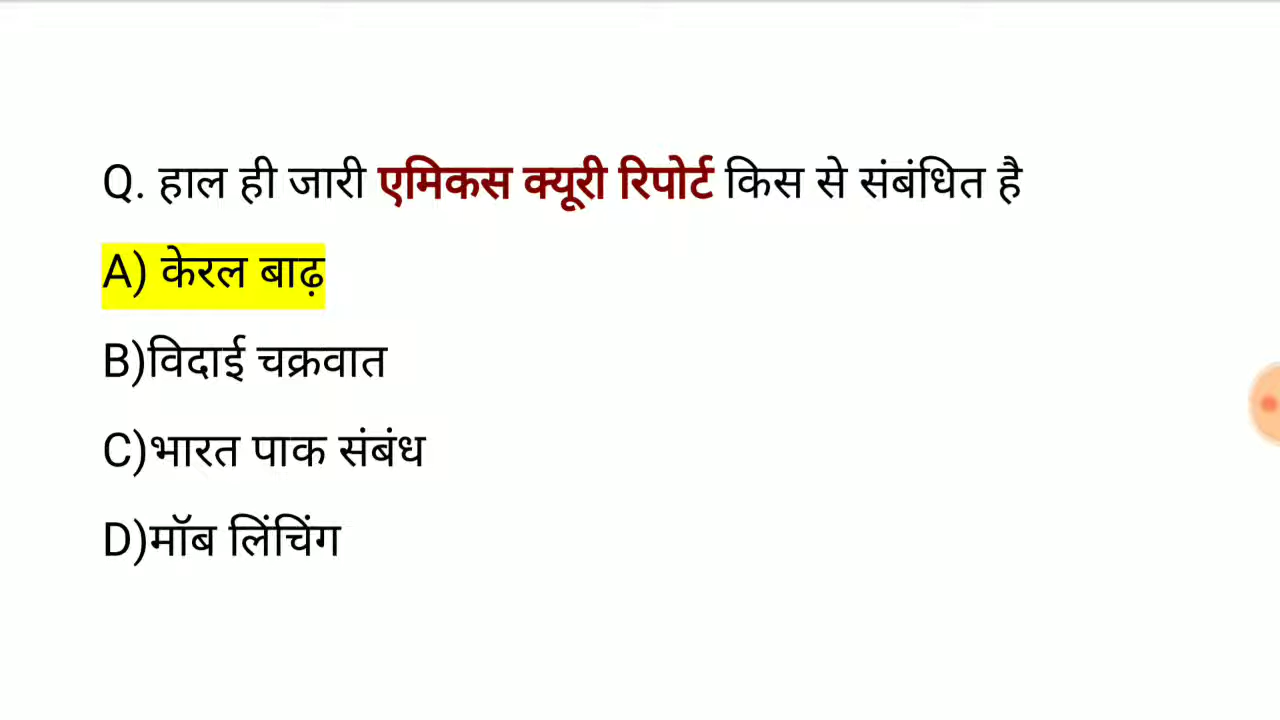 Q. हाल ही जारी एमिकस क्यूरी रिपोर्ट किस से संबंधित है
A) केरल बाढ़
B)विदाई चक्रवात
C)भारत पाक संबंध
D)मॉब लिंचिंग